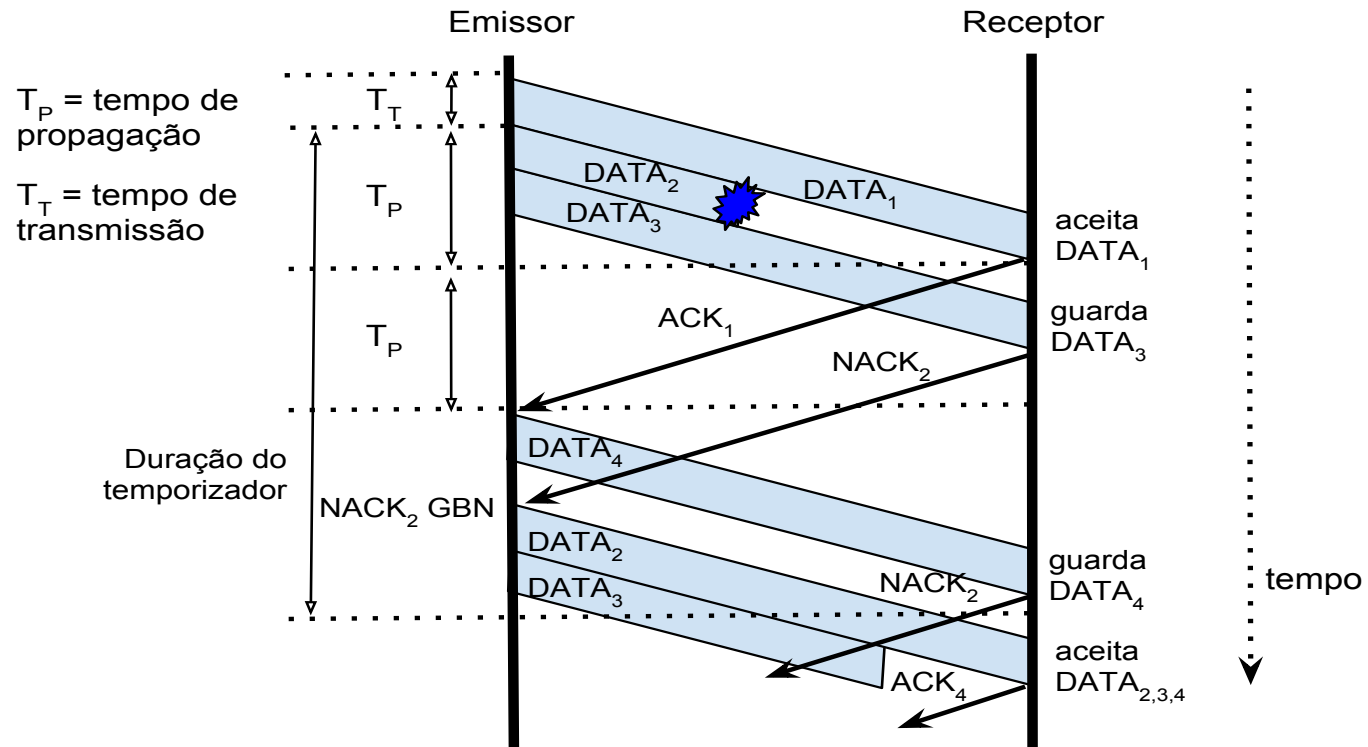 Emissor
Receptor
T_P = tempo de
propagação
T_T = tempo de
transmissão
T_T
T_P
T_P
DATA_2
DATA_1
DATA_3
aceita
DATA_1
guarda
DATA_3
ACK_1
NACK_2
Duração do
temporizador
NACK_2 GBN
DATA_4
DATA_2
DATA_3
NACK_2
ACK_4
guarda
DATA_4
aceita
DATA_2,3,4
tempo